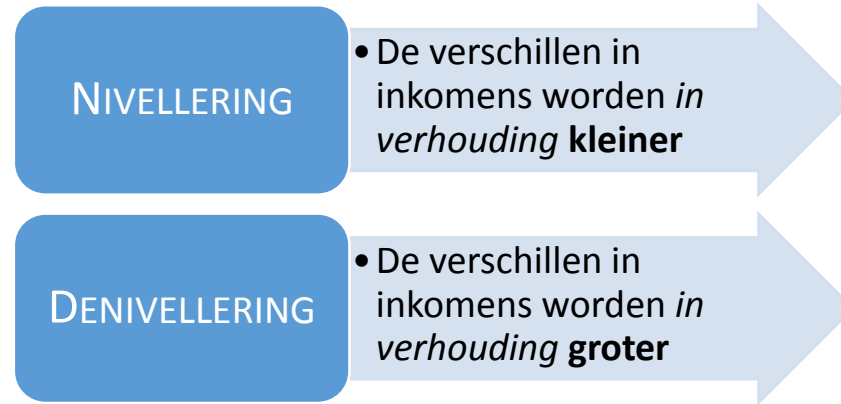 NIVELLERING
• De verschillen in
inkomens worden in
verhouding kleiner
DENIVELLERING
• De verschillen in
inkomens worden in
verhouding groter